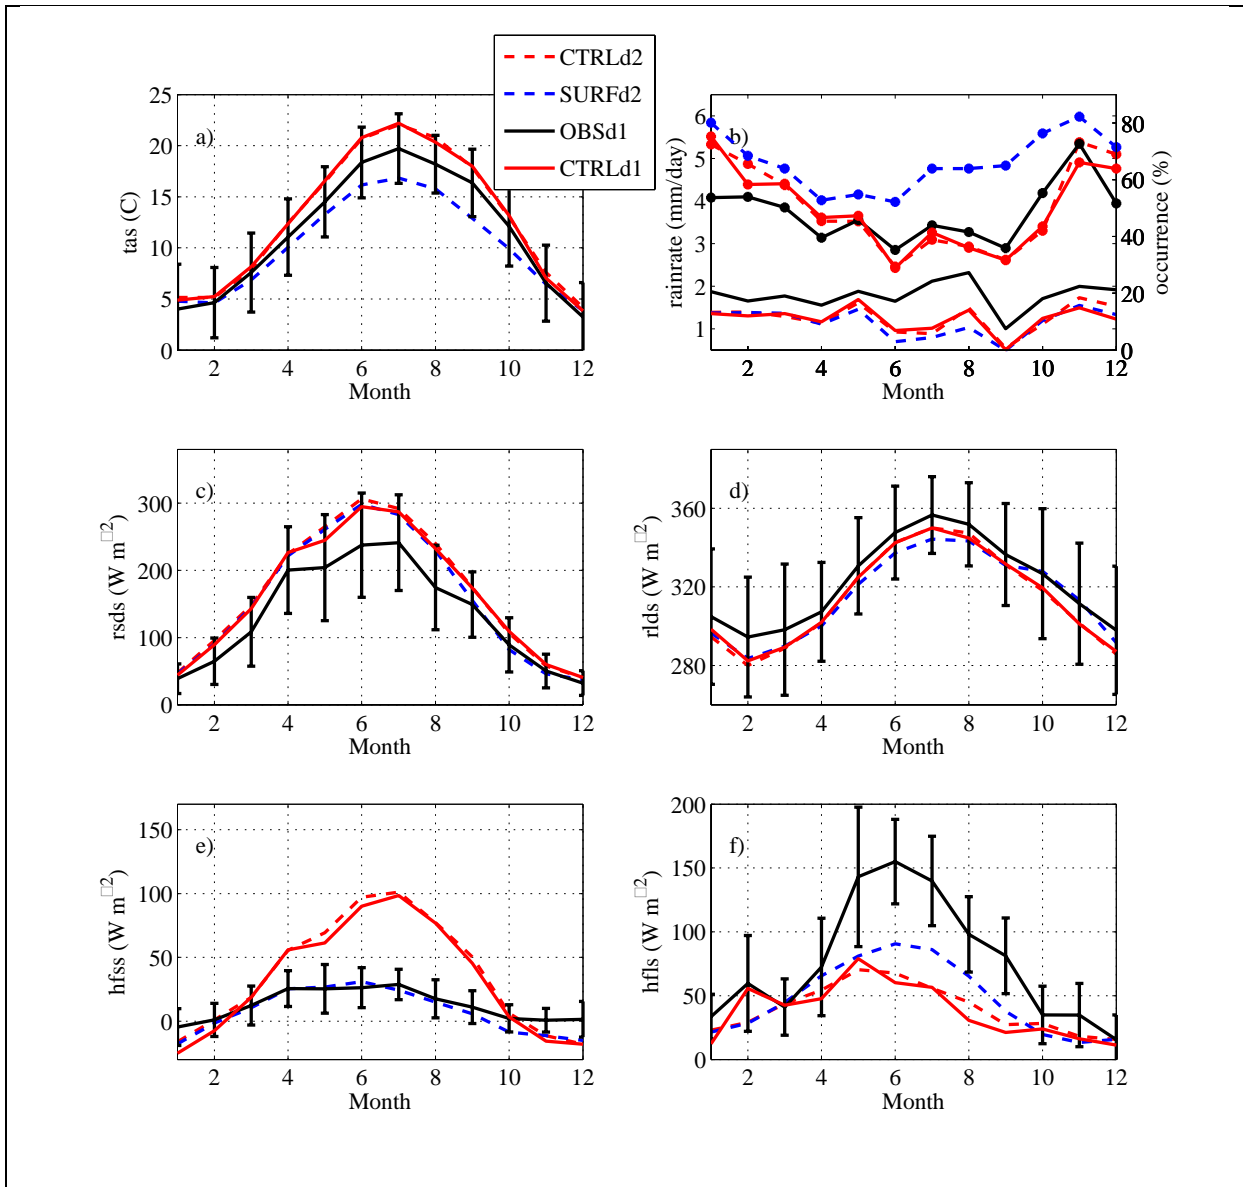 CTRLd2
SURFd2
OBSd1
CTRLd1
25
20
15
10
5
0
tas (C)
a)
2 4 6 8 10 12
Month
6
5
4
3
2
1
rainrate (mm/day)
b)
80
60
40
20
0
occurrence (%)
2 4 6 8 10 12
Month
300
200
100
0
rsds (W m□2)
c)
2 4 6 8 10 12
Month
360
320
280
rlds (W m□2)
d)
2 4 6 8 10 12
Month
150
100
50
0
hfss (W m□2)
e)
2 4 6 8 10 12
Month
200
150
100
50
0
hfls (W m□2)
f)
2 4 6 8 10 12
Month